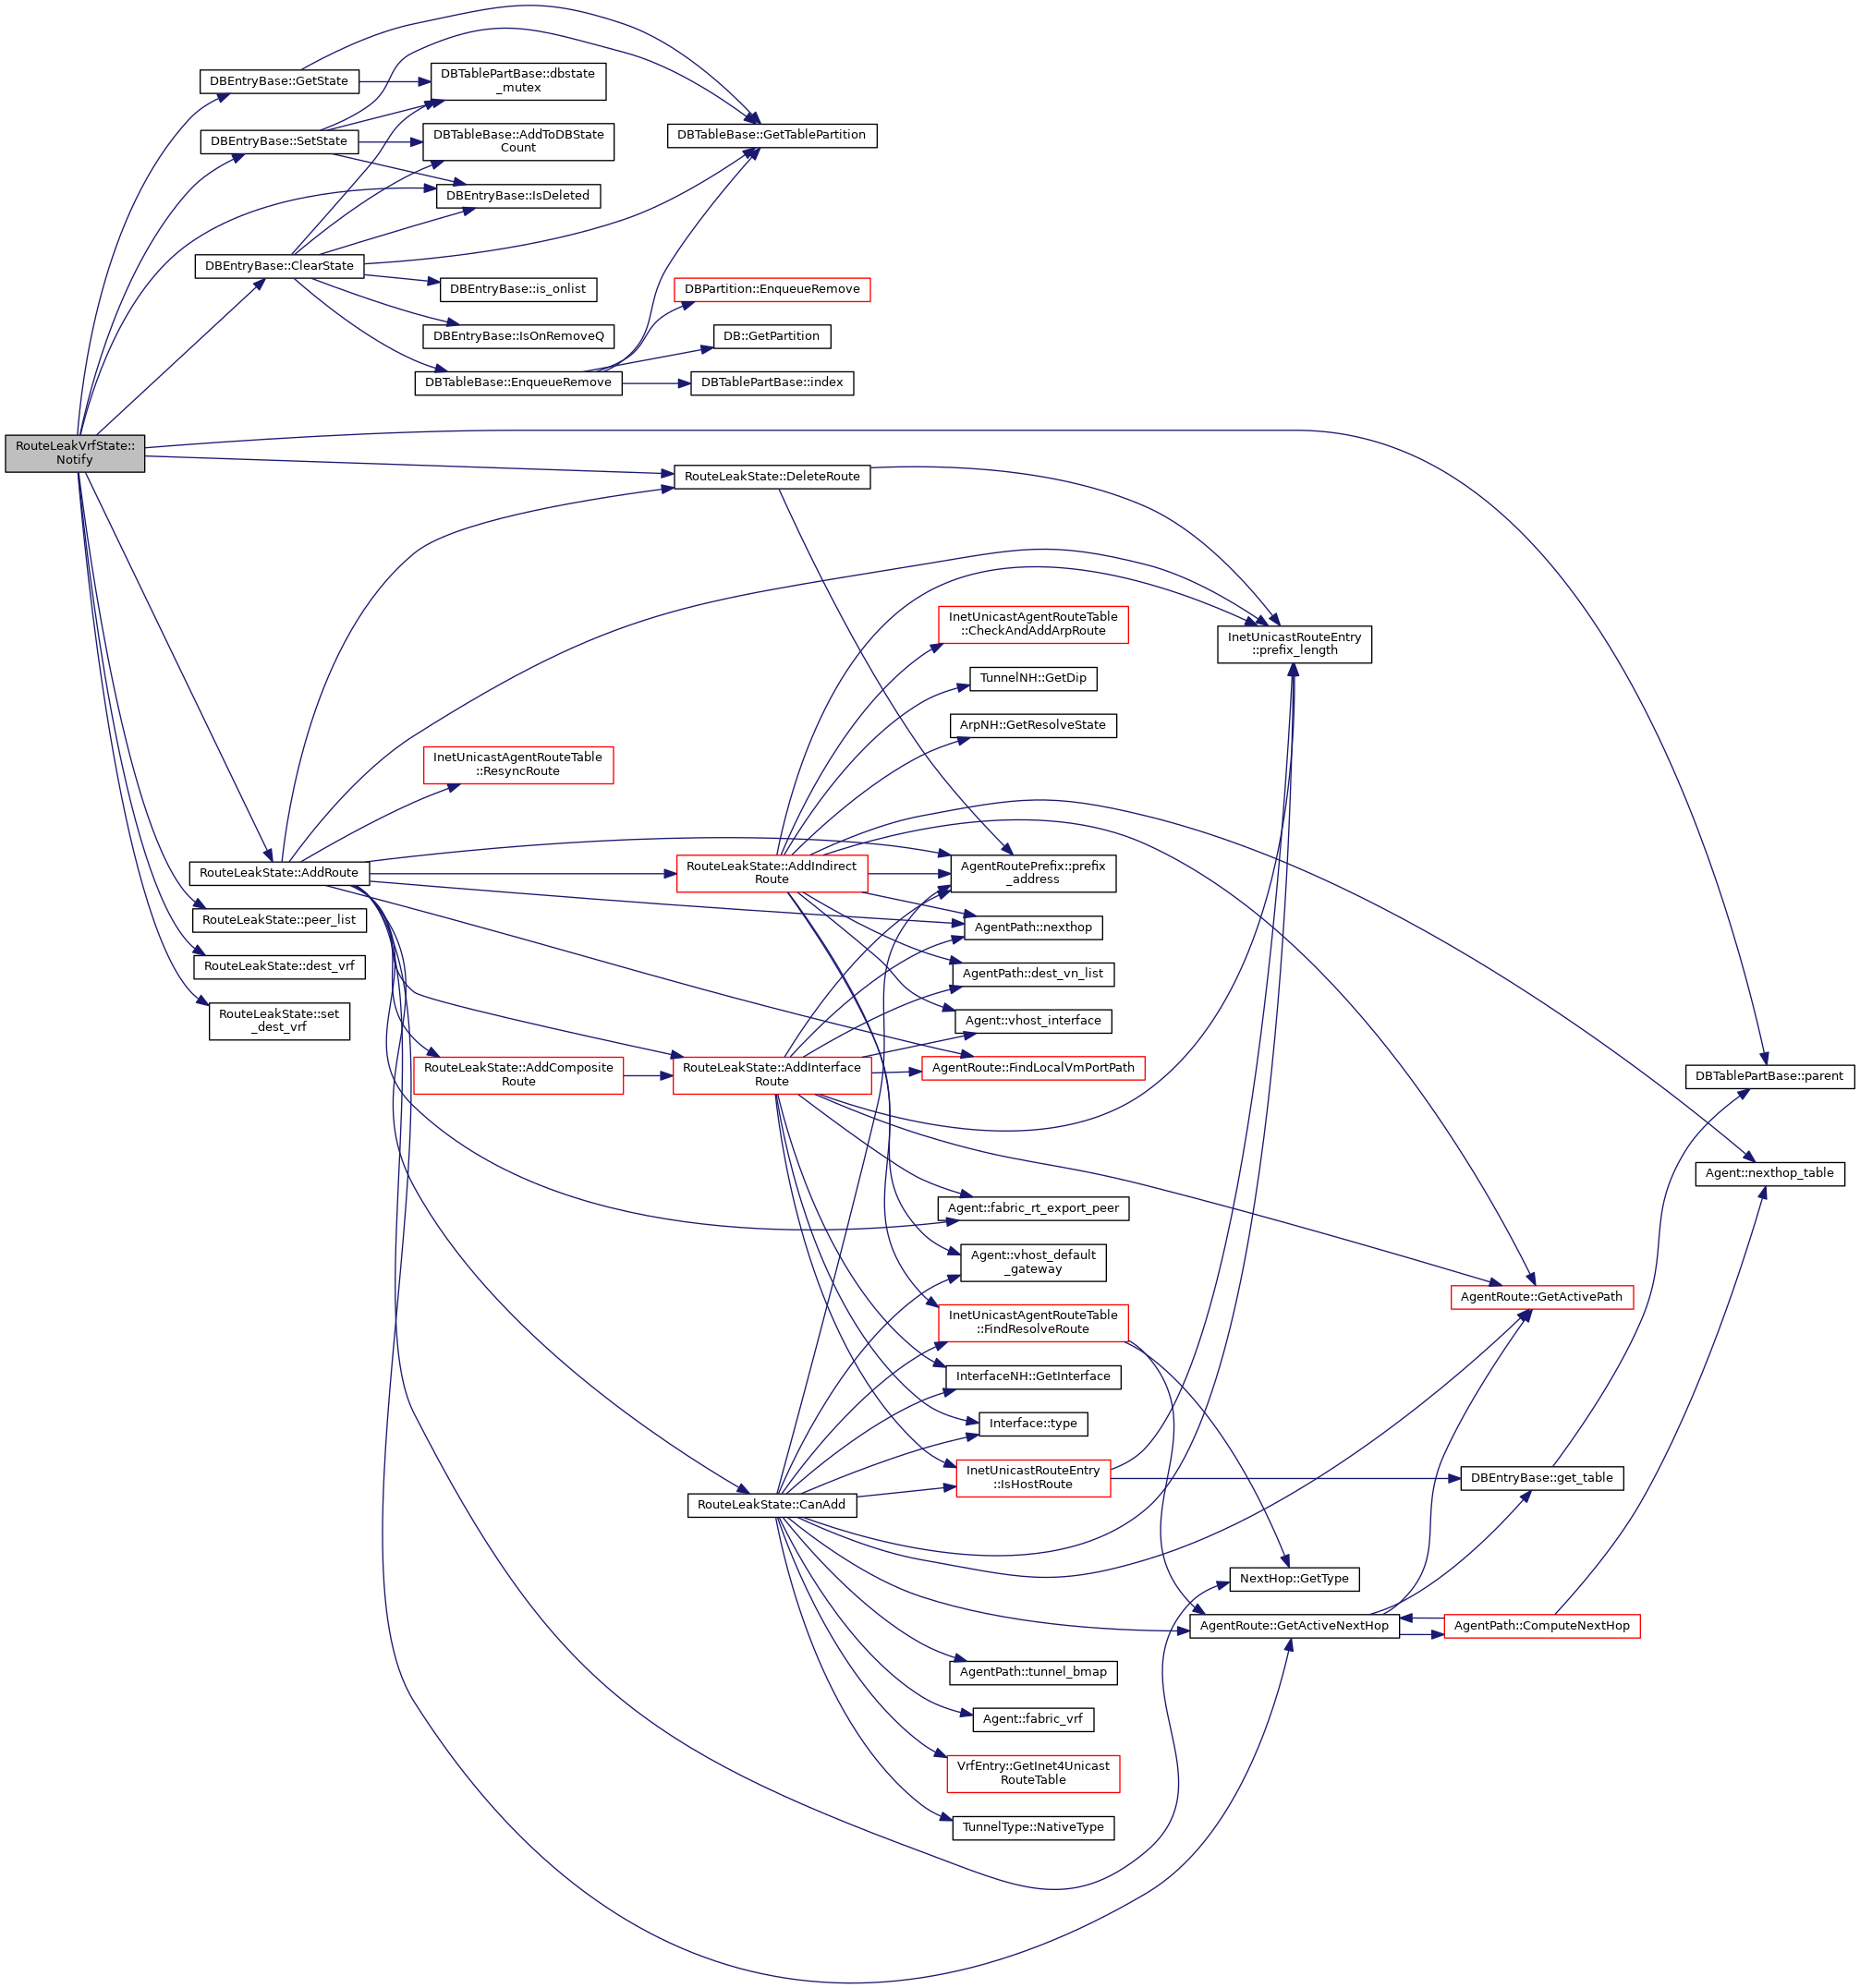 RouteLeakVrfState::
Notify
DBEntryBase::GetState
DBEntryBase::SetState
DBEntryBase::ClearState
DBTablePartBase::dbstate
_mutex
DBTableBase::AddToDBState
Count
DBEntryBase::IsDeleted
DBEntryBase::is_onlist
DBEntryBase::IsOnRemoveQ
DBTableBase::EnqueueRemove
DBTableBase::GetTablePartition
DBPartition::EnqueueRemove
DB::GetPartition
DBTablePartBase::index
RouteLeakState::DeleteRoute
RouteLeakState::AddRoute
RouteLeakState::peer_list
RouteLeakState::dest_vrf
RouteLeakState::set
_dest_vrf
InetUnicastAgentRouteTable
::ResyncRoute
RouteLeakState::AddComposite
Route
RouteLeakState::AddIndirect
Route
RouteLeakState::AddInterface
Route
RouteLeakState::CanAdd
InetUnicastAgentRouteTable
::CheckAndAddArpRoute
TunnelNH::GetDip
ArpNH::GetResolveState
AgentRoutePrefix::prefix
_address
AgentPath::nexthop
AgentPath::dest_vn_list
Agent::vhost_interface
AgentRoute::FindLocalVmPortPath
Agent::fabric_rt_export_peer
Agent::vhost_default
_gateway
InetUnicastAgentRouteTable
::FindResolveRoute
InterfaceNH::GetInterface
Interface::type
InetUnicastRouteEntry
::IsHostRoute
AgentPath::tunnel_bmap
Agent::fabric_vrf
VrfEntry::GetInet4Unicast
RouteTable
TunnelType::NativeType
InetUnicastRouteEntry
::prefix_length
NextHop::GetType
AgentRoute::GetActiveNextHop
AgentRoute::GetActivePath
DBEntryBase::get_table
AgentPath::ComputeNextHop
DBTablePartBase::parent
Agent::nexthop_table